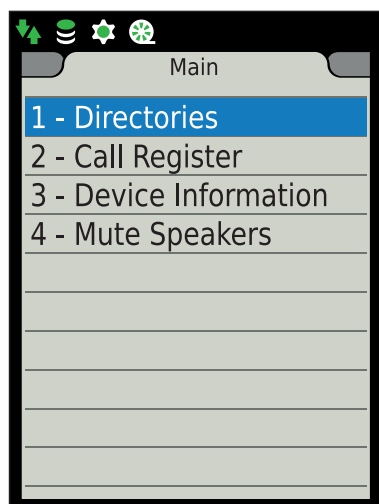 Main
1 - Directories
2 - Call Register
3 - Device Information
4 - Mute Speakers